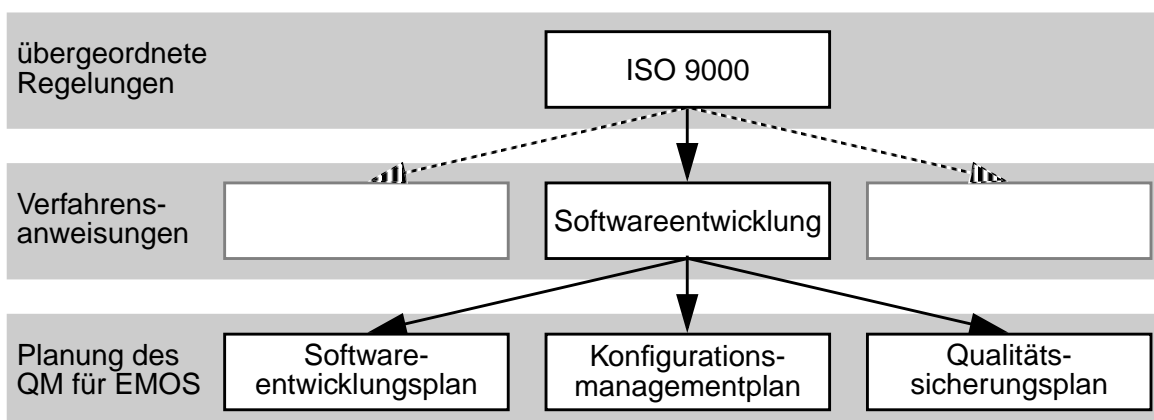 übergeordnete
Regelungen
ISO 9000
Verfahrens-
anweisungen
Softwareentwicklung
Planung des
QM für EMOS
Software-
entwicklungsplan
Konfigurations-
managementplan
Qualitäts-
sicherungsplan